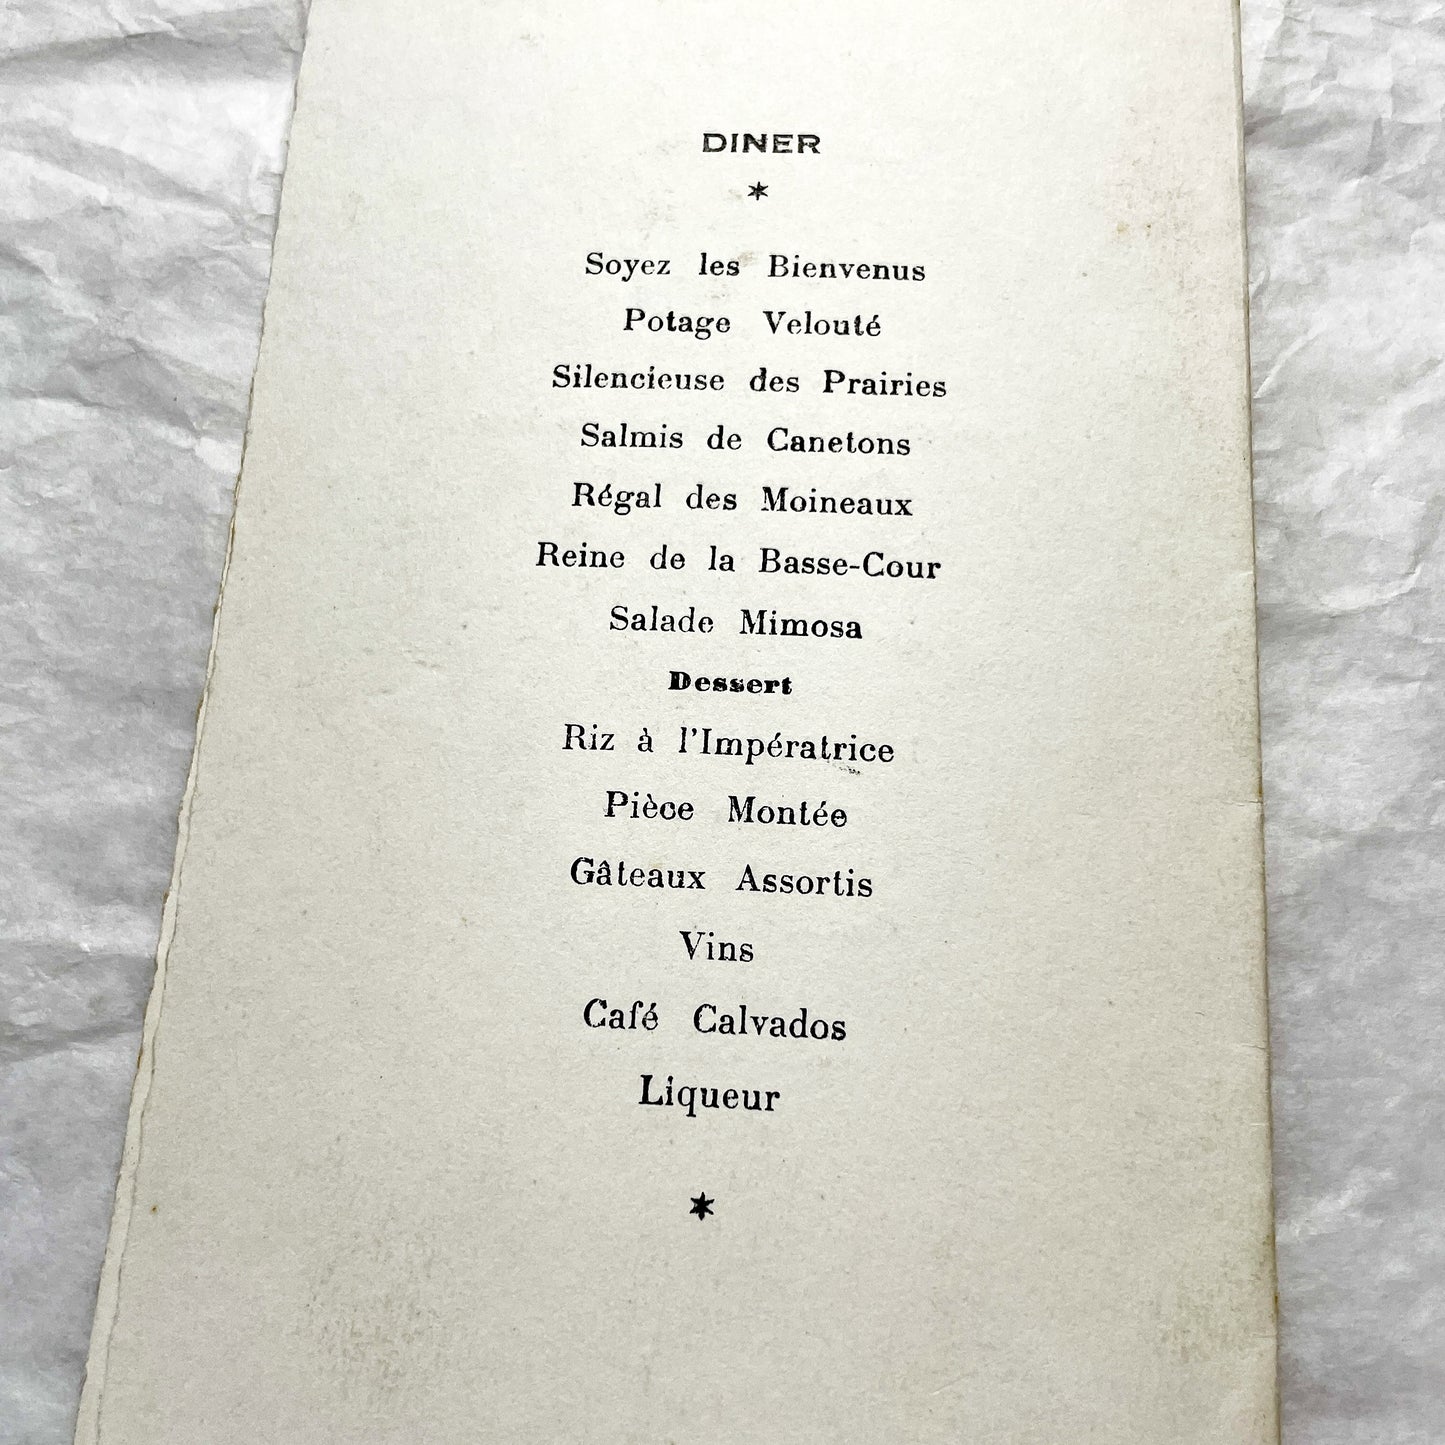 DINER
*
Soyez les Bienvenus
Potage Velouté
Silencieuse des Prairies
Salmis de Canetons
Régal des Moineaux
Reine de la Basse-Cour
Salade Mimosa
Dessert
Riz à l'Impératrice
Pièce Montée
Gâteaux Assortis
Vins
Café Calvados
Liqueur
*